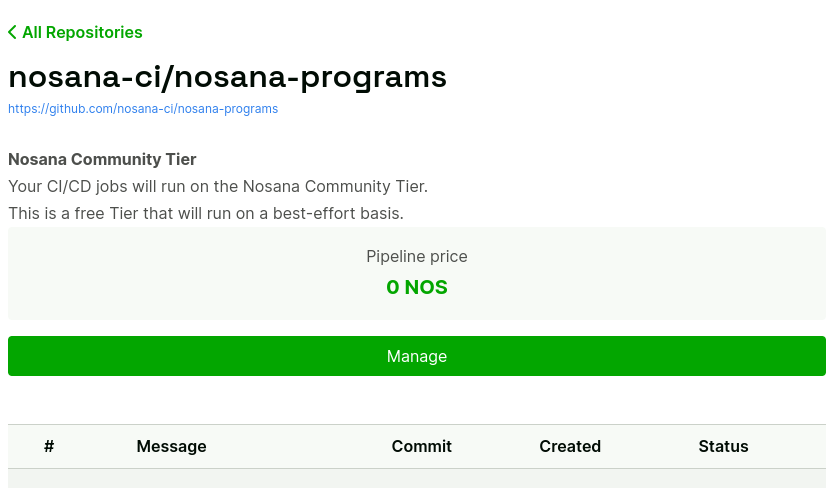 All Repositories
nosana-ci/nosana-programs
https://github.com/nosana-ci/nosana-programs
Nosana Community Tier
Your CI/CD jobs will run on the Nosana Community Tier.
This is a free Tier that will run on a best-effort basis.
Pipeline price
0 NOS
Manage
# Message Commit Created Status